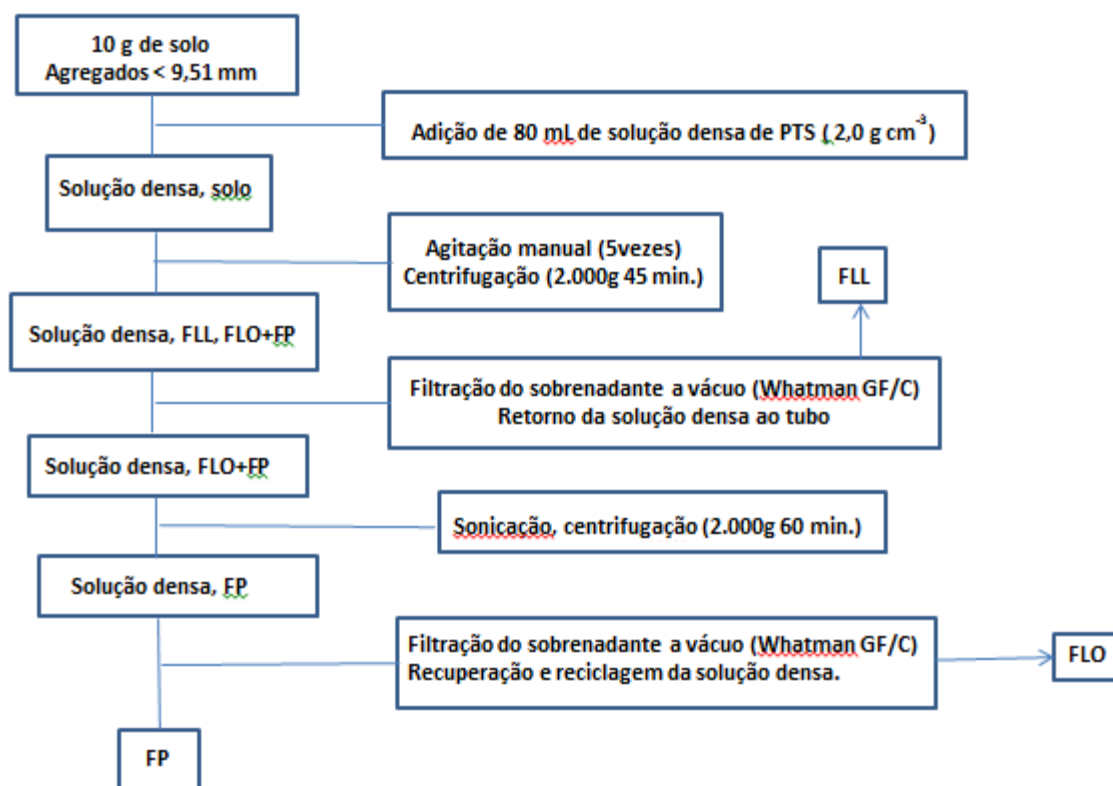 10 g de solo
Agregados < 9,51 mm
Adição de 80 mL de solução densa de PTS ( 2,0 g cm⁻³)
Solução densa, solo
Agitação manual (5vezes)
Centrifugação (2.000g 45 min.)
FLL
Solução densa, FLL, FLO+FP
Filtração do sobrenadante a vácuo (Whatman GF/C)
Retorno da solução densa ao tubo
Solução densa, FLO+FP
Sonicação, centrifugação (2.000g 60 min.)
Solução densa, FP
Filtração do sobrenadante a vácuo (Whatman GF/C)
Recuperação e reciclagem da solução densa.
FLO
FP